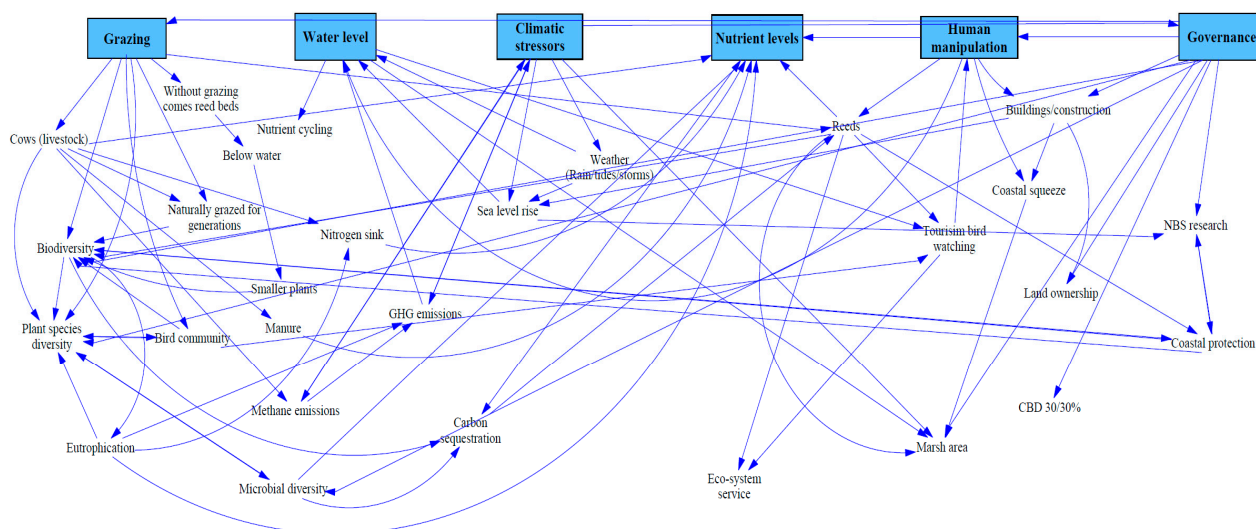 Grazing
Water level
Climatic
stressors
Nutrient levels
Human
manipulation
Governance
Without grazing
comes reed beds
Buildings/construction
Nutrient cycling
Reeds
Cows (livestock)
Below water
Weather
(Rain/tides/storms)
Coastal squeeze
Naturally grazed for
generations
Sea level rise
NBS research
Nitrogen sink
Tourisim bird
watching
Biodiversity
Smaller plants
Land ownership
GHG emissions
Plant species
diversity
Bird community
Manure
Coastal protection
Methane emissions
CBD 30/30%
Carbon
sequestration
Eutrophication
Marsh area
Microbial diversity
Eco-system
service